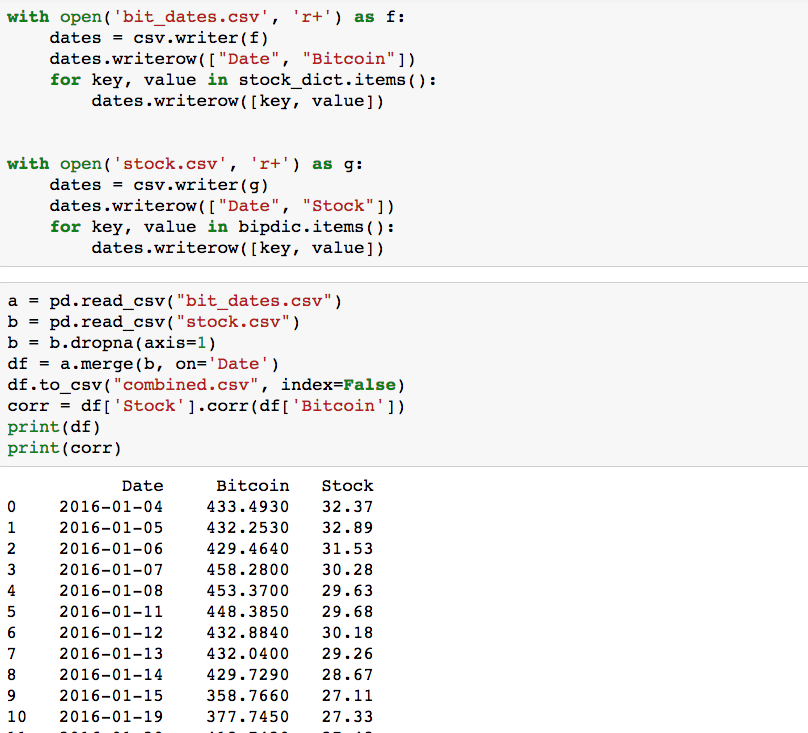 with open('bit_dates.csv', 'r+') as f:
    dates = csv.writer(f)
    dates.writerow(["Date", "Bitcoin"])
    for key, value in stock_dict.items():
        dates.writerow([key, value])
with open('stock.csv', 'r+') as g:
    dates = csv.writer(g)
    dates.writerow(["Date", "Stock"])
    for key, value in bipdic.items():
        dates.writerow([key, value])
a = pd.read_csv("bit_dates.csv")
b = pd.read_csv("stock.csv")
b = b.dropna(axis=1)
df = a.merge(b, on='Date')
df.to_csv("combined.csv", index=False)
corr = df['Stock'].corr(df['Bitcoin'])
print(df)
print(corr)
Date Bitcoin Stock
0 2016-01-04 433.4930 32.37
1 2016-01-05 432.2530 32.89
2 2016-01-06 429.4640 31.53
3 2016-01-07 458.2800 30.28
4 2016-01-08 453.3700 29.63
5 2016-01-11 448.3850 29.68
6 2016-01-12 432.8840 30.18
7 2016-01-13 432.0400 29.26
8 2016-01-14 429.7290 28.67
9 2016-01-15 358.7660 27.11
10 2016-01-19 377.7450 27.33